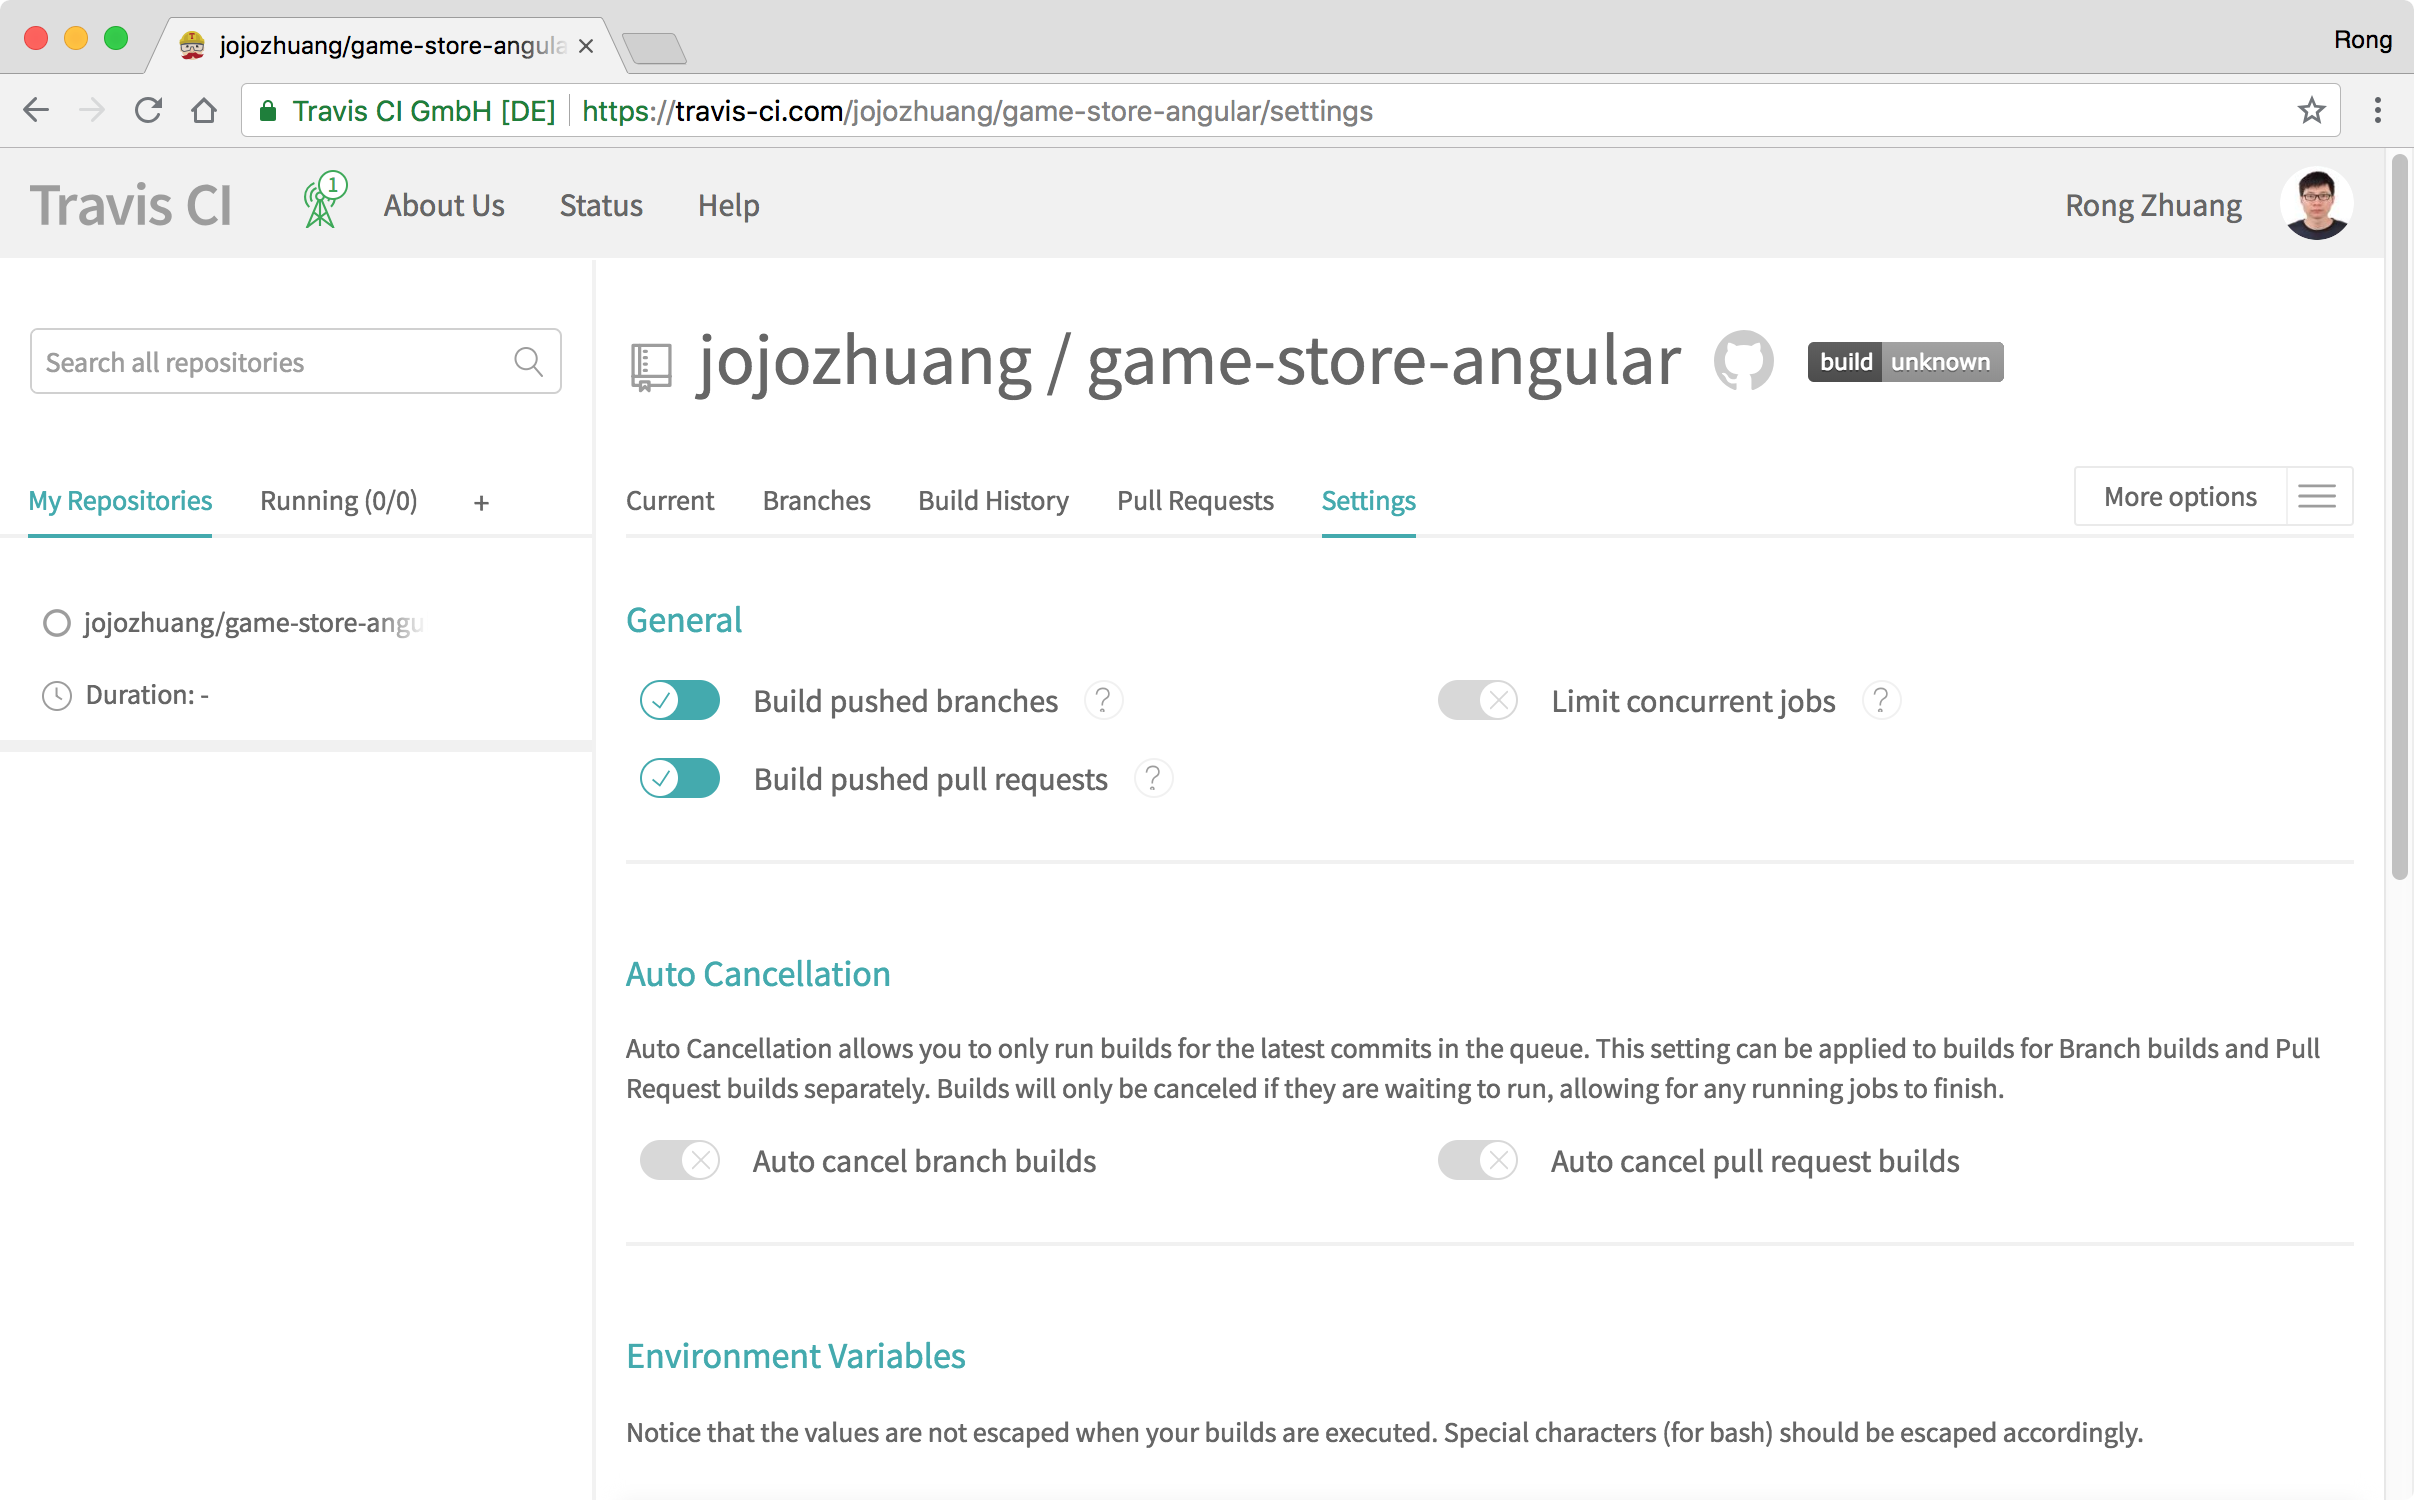 jojozhuang/game-store-angula
Rong
Travis CI GmbH [DE] https://travis-ci.com/jojozhuang/game-store-angular/settings
Travis CI
1
About Us
Status
Help
Rong Zhuang
Search all repositories
jojozhuang / game-store-angular
build unknown
My Repositories
Running (0/0)
+
Current
Branches
Build History
Pull Requests
Settings
More options
General
jojozhuang/game-store-angu
Duration: -
Build pushed branches ?
Limit concurrent jobs ?
Build pushed pull requests ?
Auto Cancellation
Auto Cancellation allows you to only run builds for the latest commits in the queue. This setting can be applied to builds for Branch builds and Pull
Request builds separately. Builds will only be canceled if they are waiting to run, allowing for any running jobs to finish.
Auto cancel branch builds
Auto cancel pull request builds
Environment Variables
Notice that the values are not escaped when your builds are executed. Special characters (for bash) should be escaped accordingly.